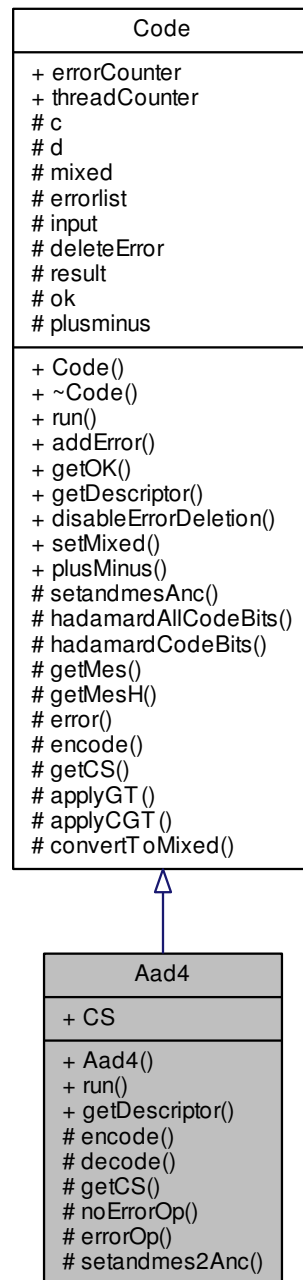 Code
+ errorCounter
+ threadCounter
# c
# d
# mixed
# errorlist
# input
# deleteError
# result
# ok
# plusminus
+ Code()
+ ~Code()
+ run()
+ addError()
+ getOK()
+ getDescriptor()
+ disableErrorDeletion()
+ setMixed()
+ plusMinus()
# setandmesAnc()
# hadamardAllCodeBits()
# hadamardCodeBits()
# getMes()
# getMesH()
# error()
# encode()
# getCS()
# applyGT()
# applyCGT()
# convertToMixed()
Aad4
+ CS
+ Aad4()
+ run()
+ getDescriptor()
# encode()
# decode()
# getCS()
# noErrorOp()
# errorOp()
# setandmes2Anc()